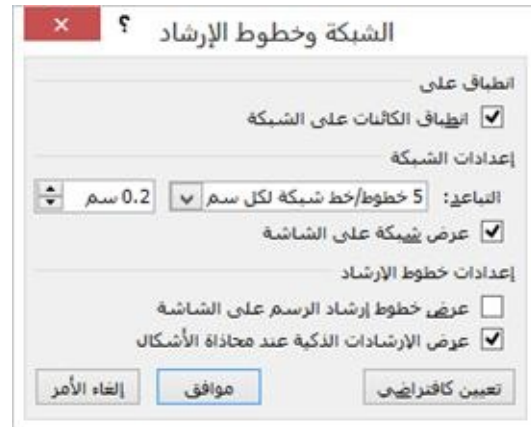 الشبكة وخطوط الإرشاد ؟
انطباق على
انطباق الكائنات على الشبكة
إعدادات الشبكة
التباعد: 5 خطوط/خط شبكة لكل سم 0.2 سم
عرض شبكة على الشاشة
إعدادات خطوط الإرشاد
عرض خطوط إرشاد الرسم على الشاشة
عرض الإرشادات الذكية عند محاذاة الأشكال
تعيين كافتراضي موافق إلغاء الأمر